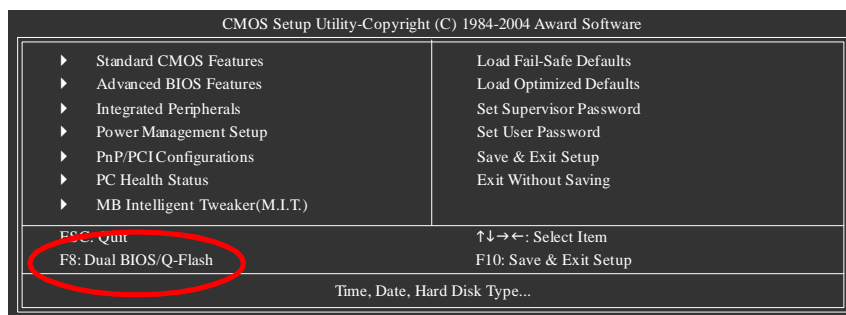 CMOS Setup Utility-Copyright (C) 1984-2004 Award Software
Standard CMOS Features
Advanced BIOS Features
Integrated Peripherals
Power Management Setup
PnP/PCI Configurations
PC Health Status
MB Intelligent Tweaker(M.I.T.)
Load Fail-Safe Defaults
Load Optimized Defaults
Set Supervisor Password
Set User Password
Save & Exit Setup
Exit Without Saving
ESC: Quit
↑↓→←: Select Item
F8: Dual BIOS/Q-Flash
F10: Save & Exit Setup
Time, Date, Hard Disk Type...